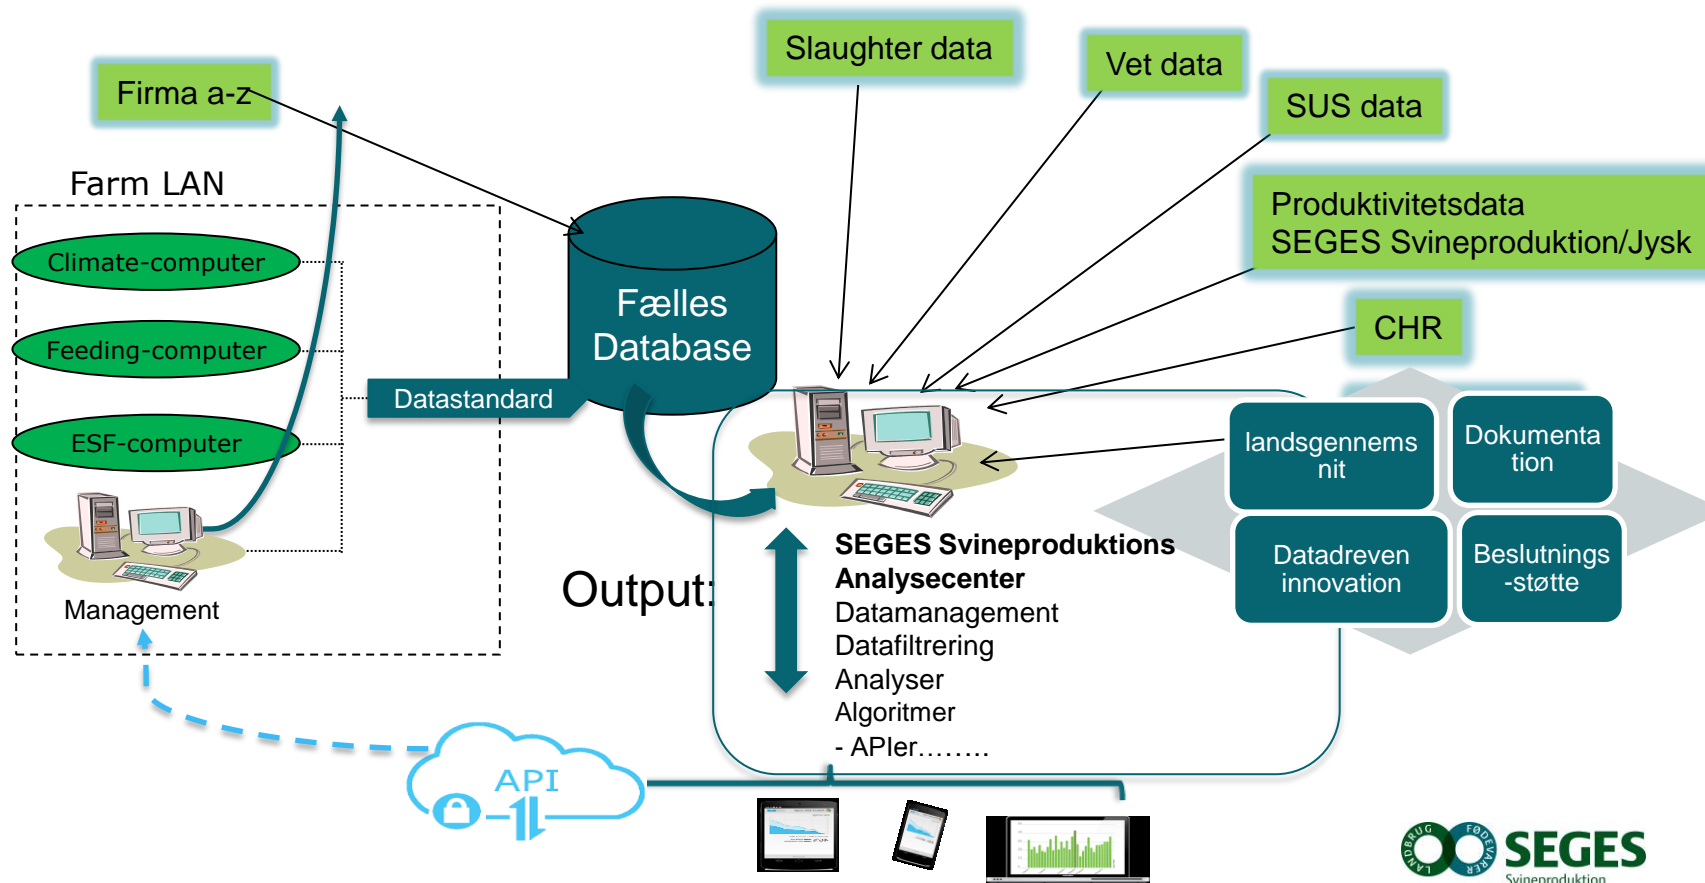 Slaughter data
Vet data
Firma a-z
SUS data
Farm LAN
Produktivitetsdata
SEGES Svineproduktion/Jysk
Climate-computer
Fælles
Database
CHR
Feeding-computer
Datastandard
ESF-computer
landsgennems
nit
Dokumenta
tion
Datadreven
innovation
Beslutnings
-støtte
Management
Output:
SEGES Svineproduktions
Analysecenter
Datamanagement
Datafiltrering
Analyser
Algoritmer
- APIer........
API
LANDBRUG
FØDEVARER
SEGES
Svineproduktion